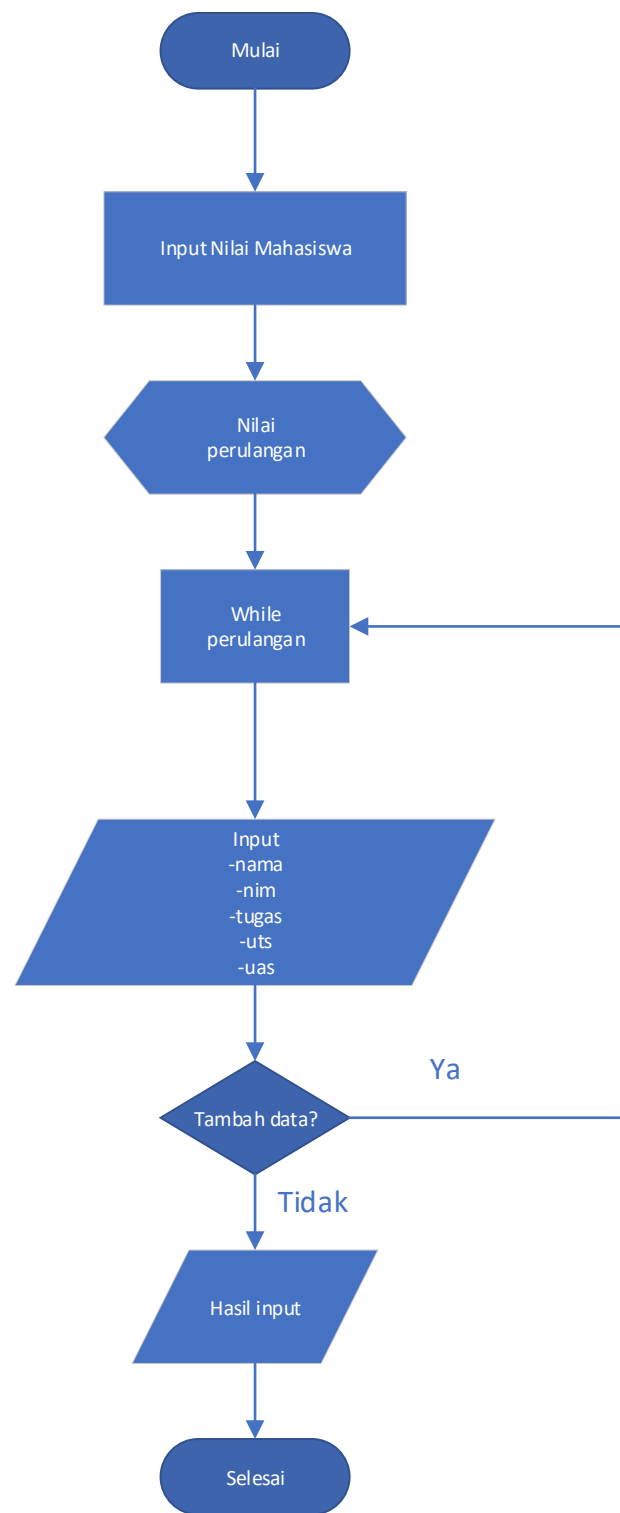 Mulai
Input Nilai Mahasiswa
Nilai
perulangan
While
perulangan
Input
-nama
-nim
-tugas
-uts
-uas
Tambah data?
Ya
Tidak
Hasil input
Selesai